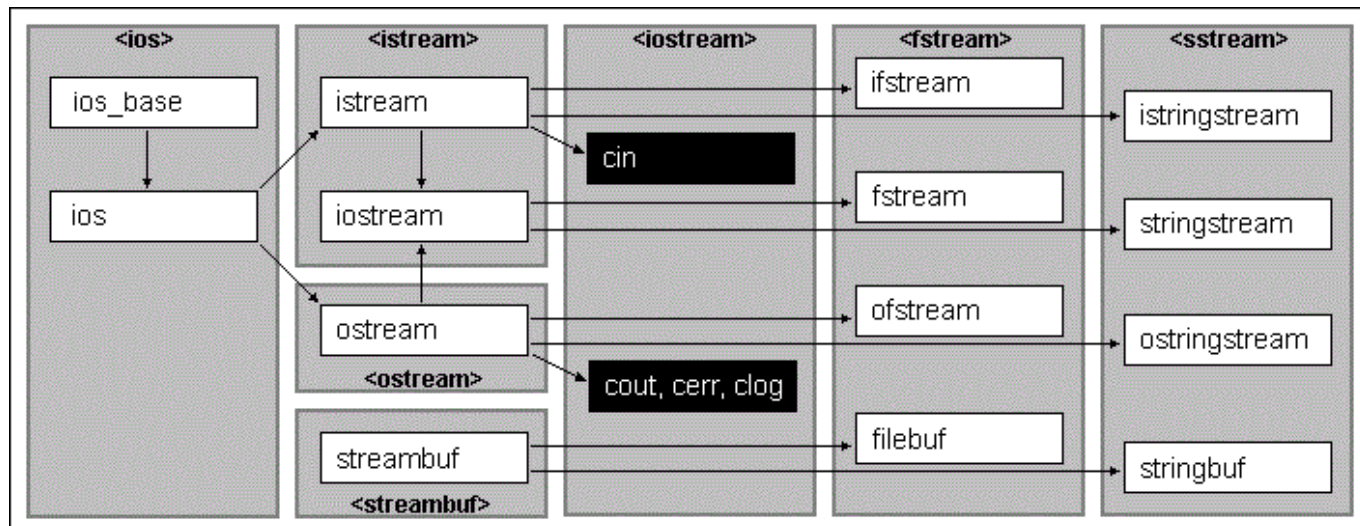 <ios>
ios_base
ios
<istream>
istream
iostream
ostream
<ostream>
streambuf
<streambuf>
<iostream>
cin
cout, cerr, clog
<fstream>
ifstream
fstream
ofstream
filebuf
<sstream>
istringstream
stringstream
ostringstream
stringbuf